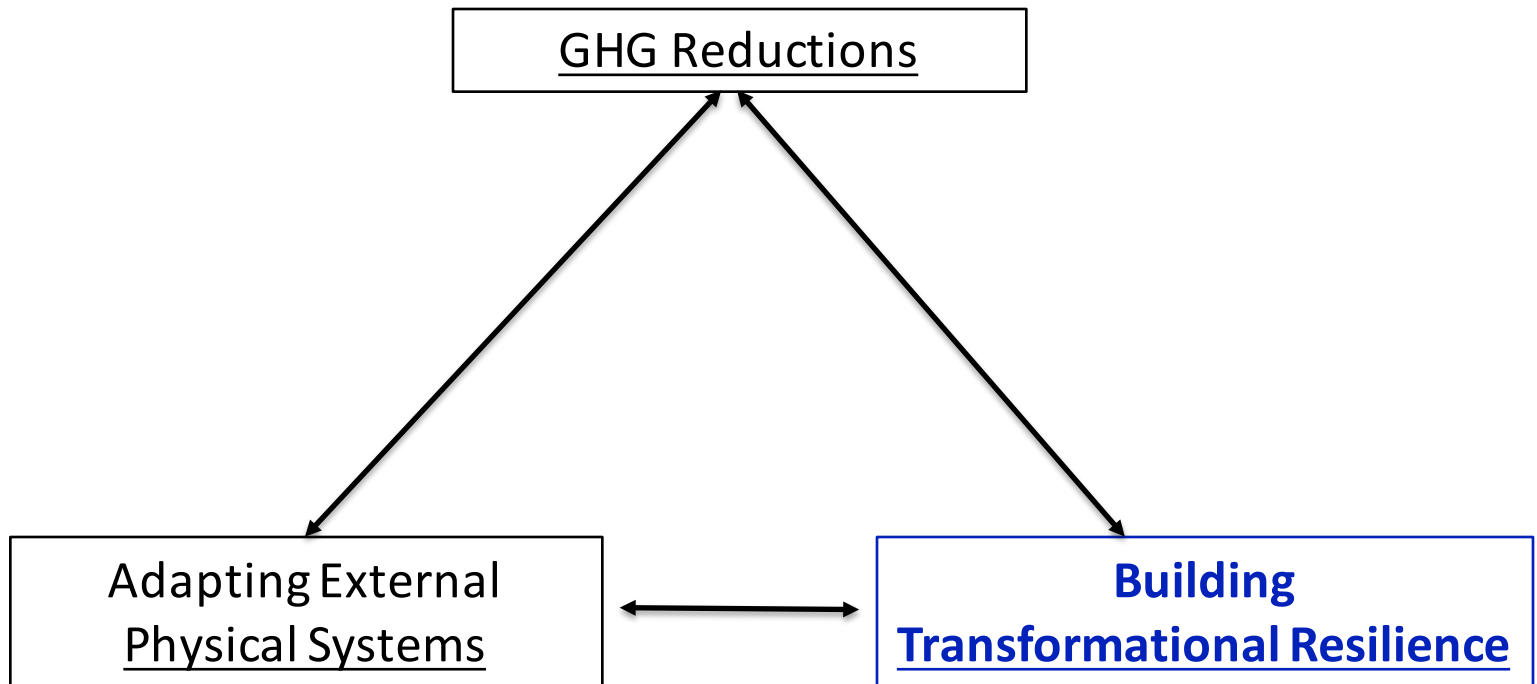 GHG Reductions
Adapting External
Physical Systems
Building
Transformational Resilience